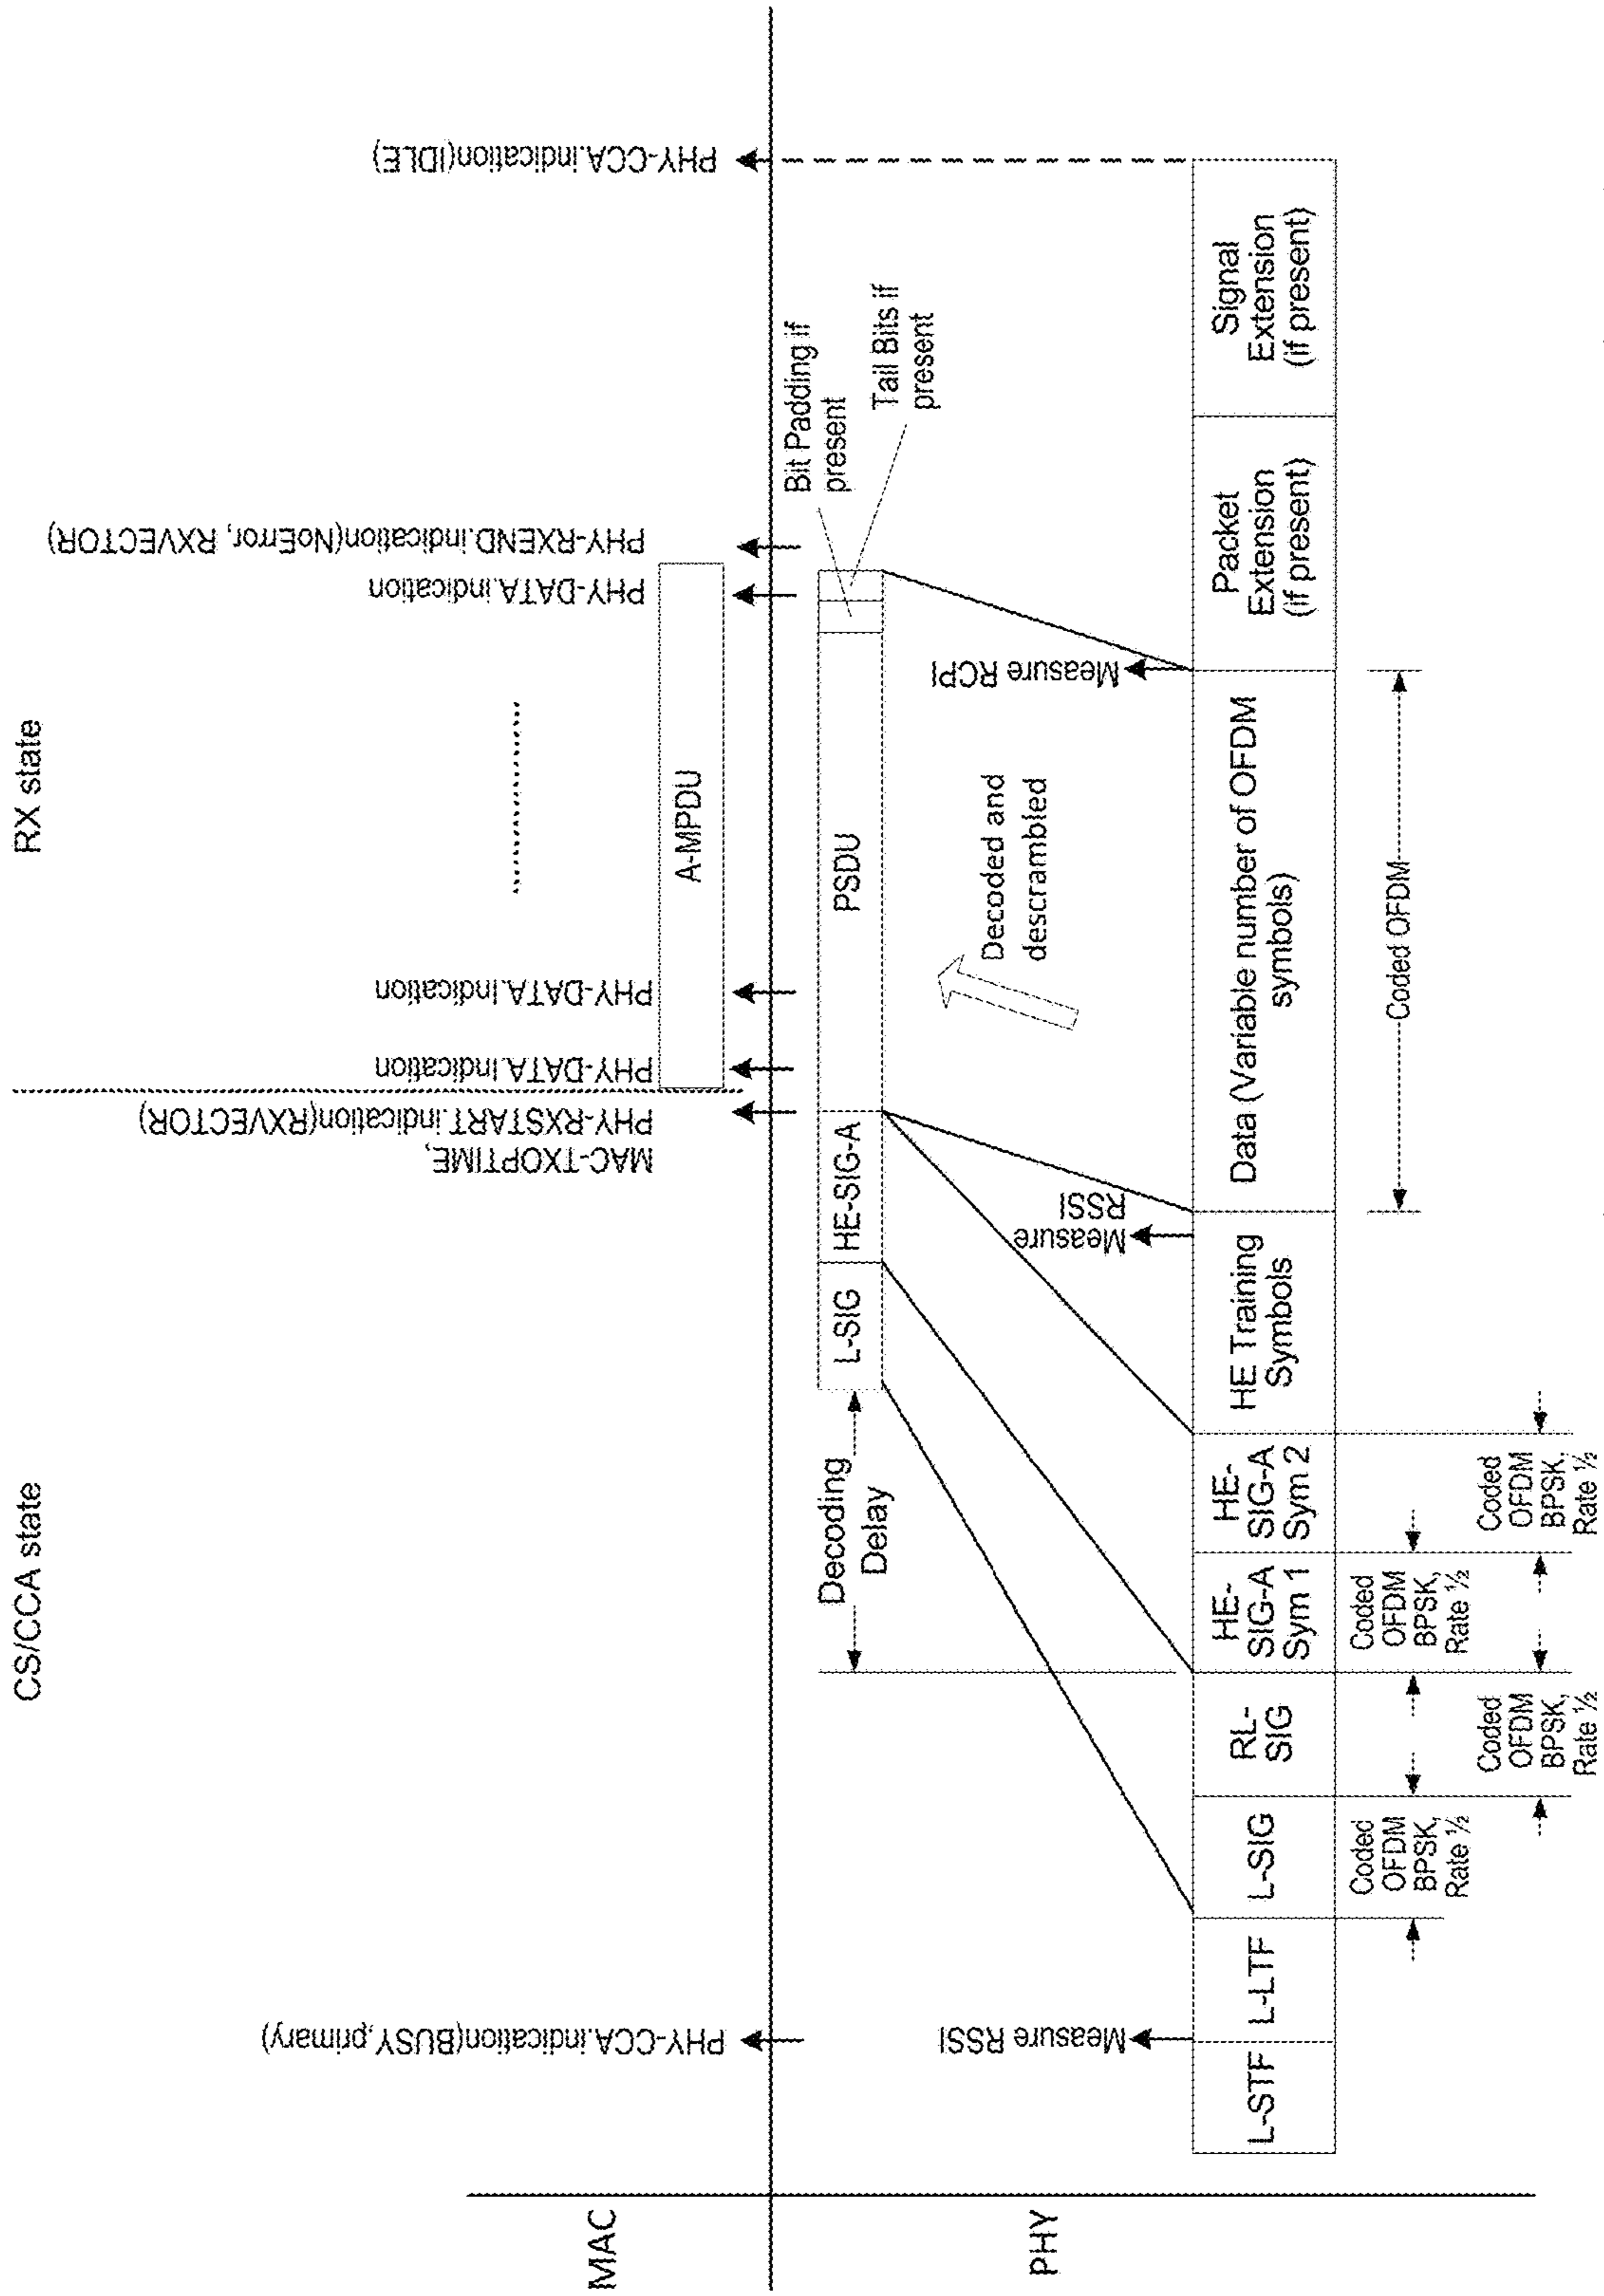 CS/CCA state
RX state
MAC
PHY-CCA.indication(BUSY,primary)
MAC-TXOPTIME,
PHY-RXSTART.indication(RXVECTOR)
PHY-DATA.indication
PHY-DATA.indication
PHY-DATA.indication
PHY-RXEND.indication(NoError, RXVECTOR)
PHY-CCA.indication(IDLE)
A-MPDU
PHY
Decoding
Delay
L-SIG
HE-SIG-A
PSDU
Bit Padding if
present
Tail Bits if
present
Measure RSSI
Measure
RSSI
Decoded and
descrambled
Measure RCPI
L-STF
L-LTF
L-SIG
RL-
SIG
HE-
SIG-A
Sym 1
HE-
SIG-A
Sym 2
HE Training
Symbols
Data (Variable number of OFDM
symbols)
Packet
Extension
(if present)
Signal
Extension
(if present)
Coded
OFDM
BPSK,
Rate ½
Coded
OFDM
BPSK,
Rate ½
Coded
OFDM
BPSK,
Rate ½
Coded
OFDM
BPSK,
Rate ½
Coded OFDM